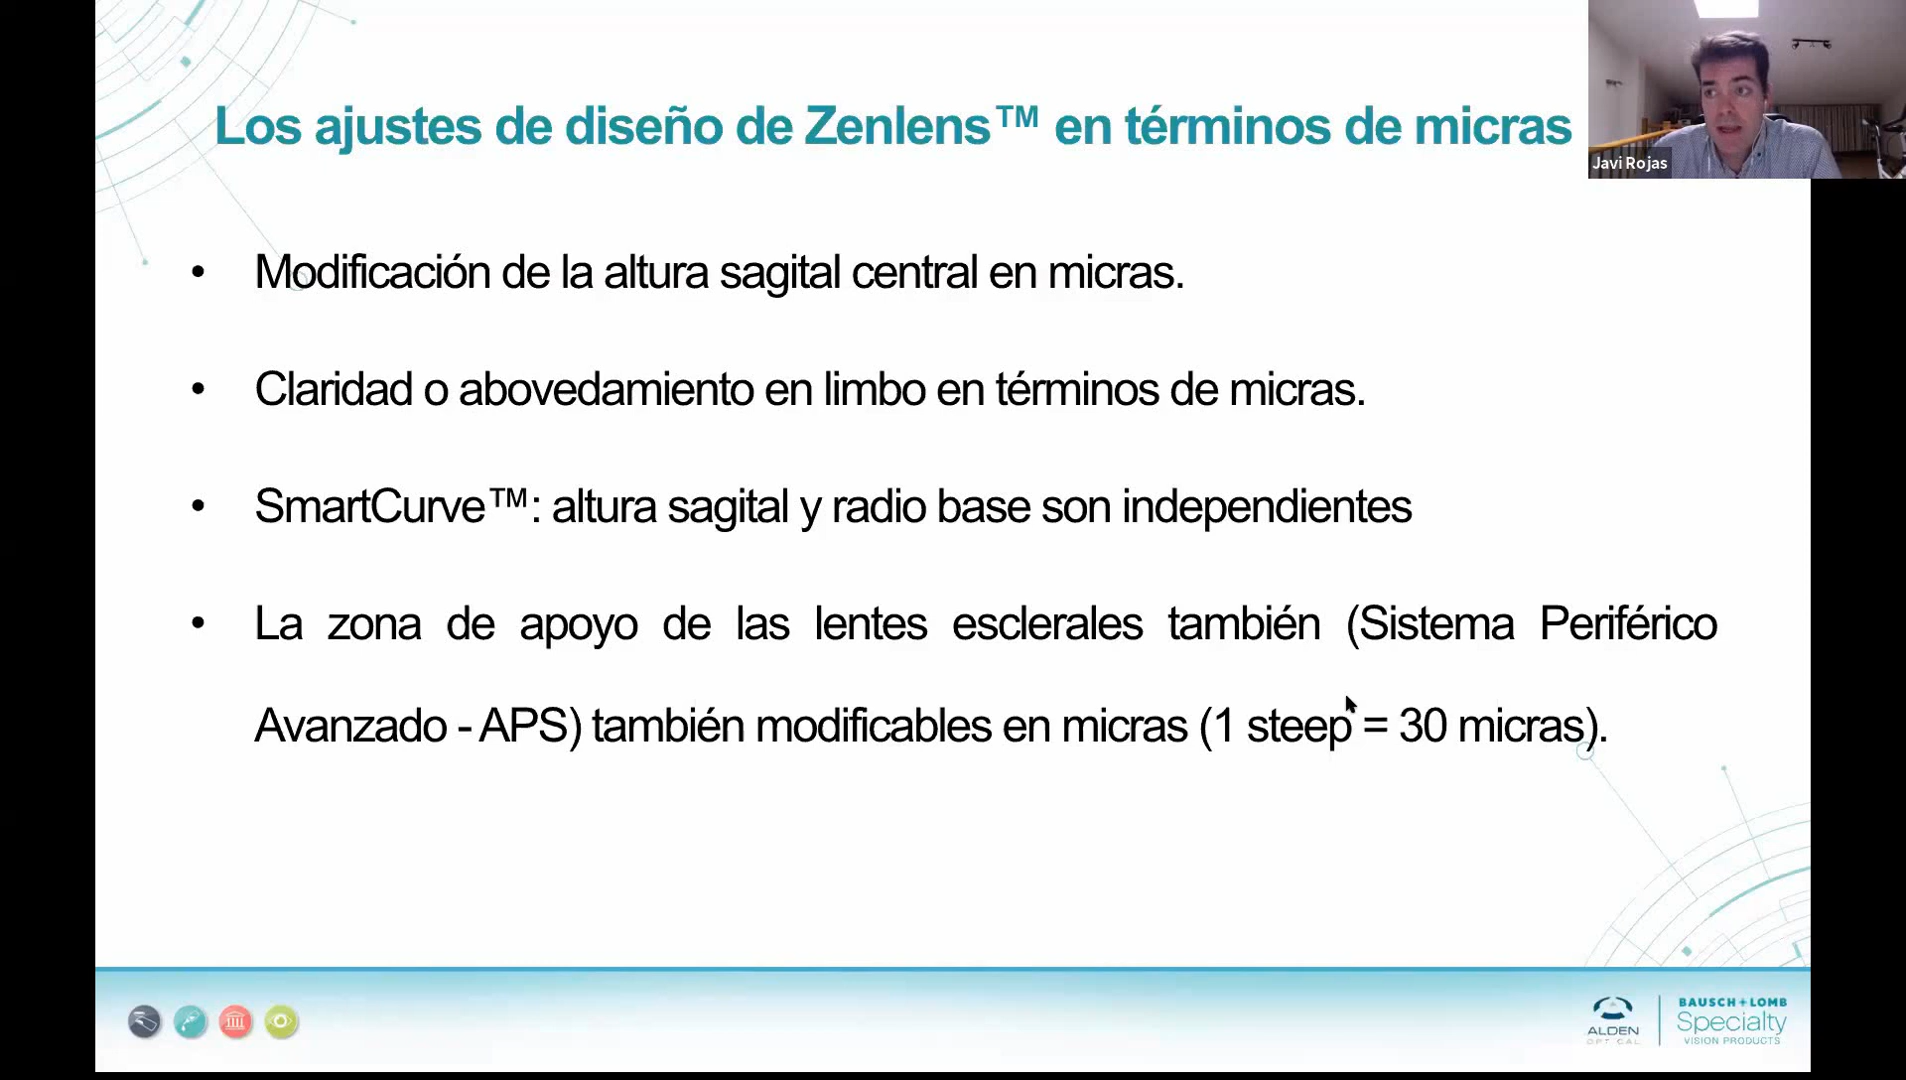 Los ajustes de diseño de Zenlens™ en términos de micras
Javi Rojas
• Modificación de la altura sagital central en micras.
• Claridad o abovedamiento en limbo en términos de micras.
• SmartCurve™: altura sagital y radio base son independientes
• La zona de apoyo de las lentes esclerales también (Sistema Periférico
Avanzado - APS) también modificables en micras (1 steep = 30 micras).
ALDEN
OPTICAL
BAUSCH + LOMB
Specialty
VISION PRODUCTS